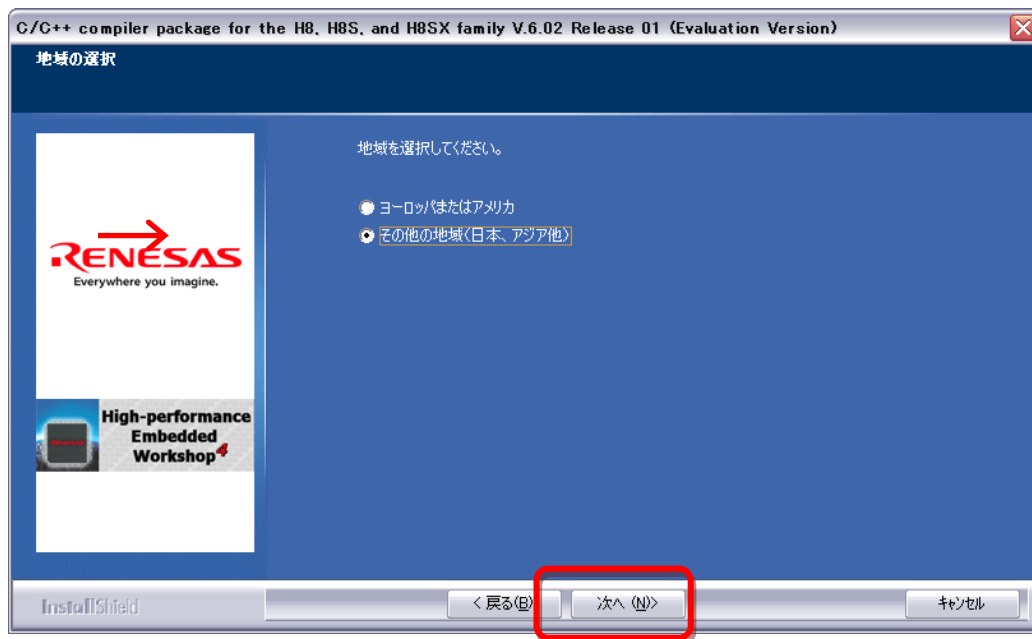 C/C++ compiler package for the H8, H8S, and H8SX family V.6.02 Release 01 (Evaluation Version)
地域の選択
地域を選択してください。
ヨーロッパまたはアメリカ
その他の地域(日本、アジア他)
RENESAS
Everywhere you imagine.
High-performance
Embedded
Workshop4
InstallShield
< 戻る(B)
次へ (N)>
キャンセル